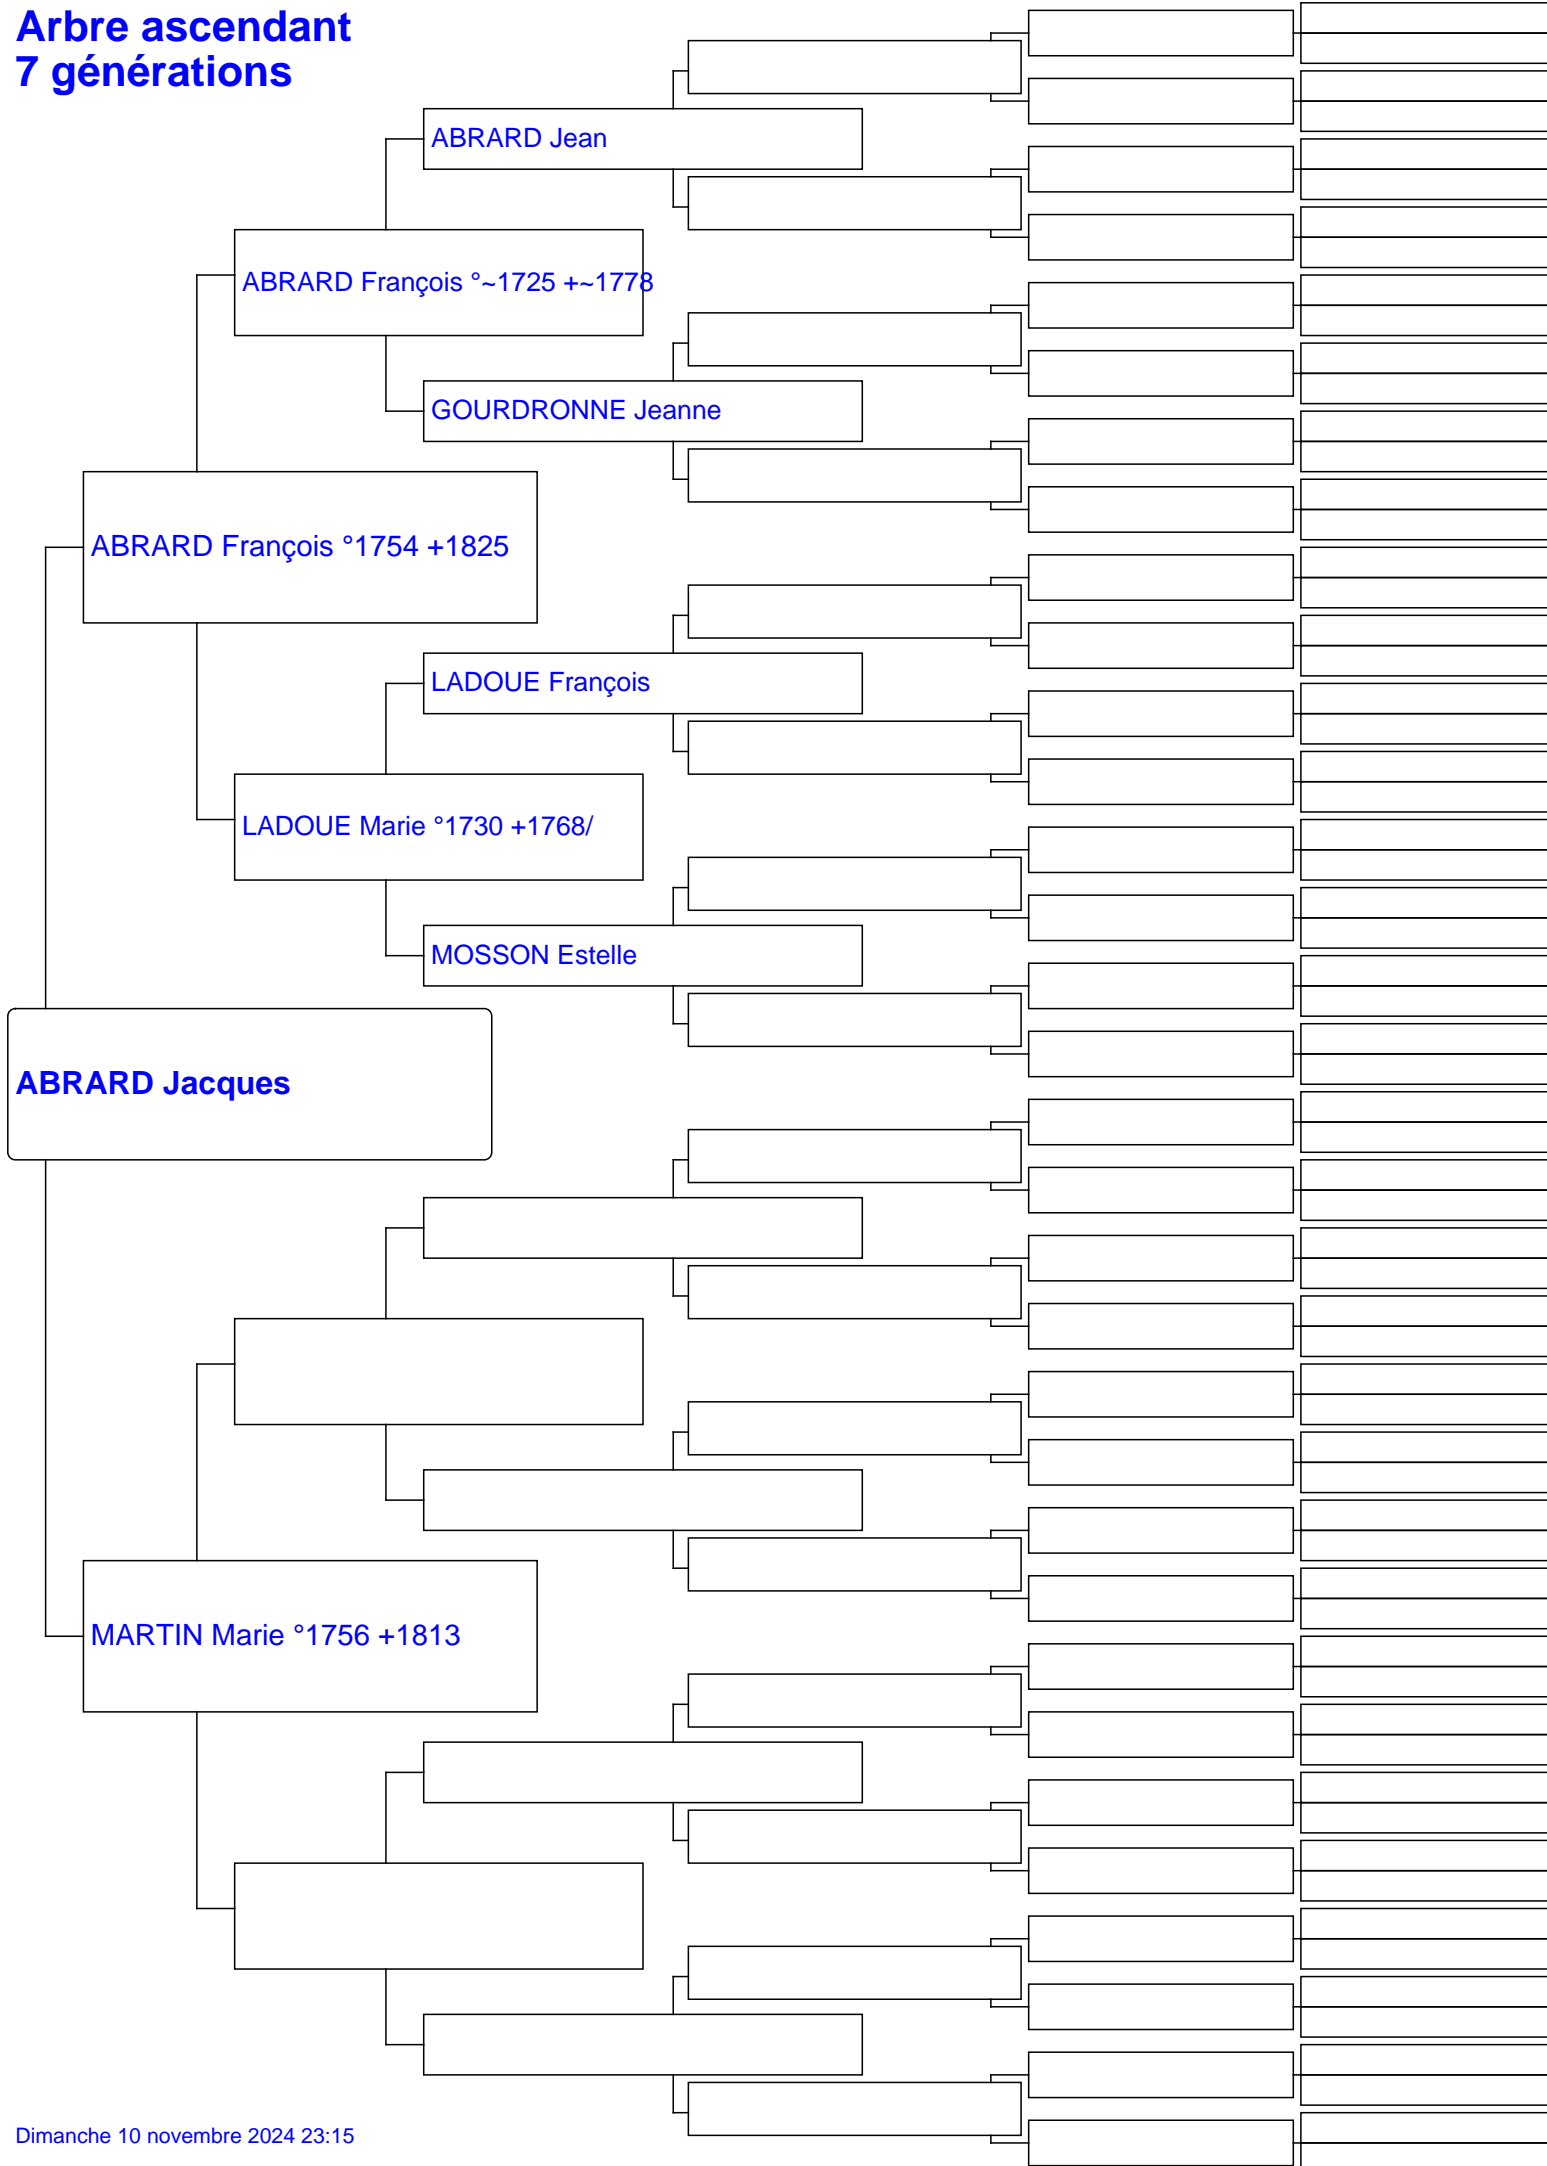 Arbre ascendant
7 générations
ABRARD Jean
ABRARD François °~1725 +~1778
GOURDRONNE Jeanne
ABRARD François °1754 +1825
LADOUE François
LADOUE Marie °1730 +1768/
MOSSON Estelle
ABRARD Jacques
MARTIN Marie °1756 +1813
Dimanche 10 novembre 2024 23:15